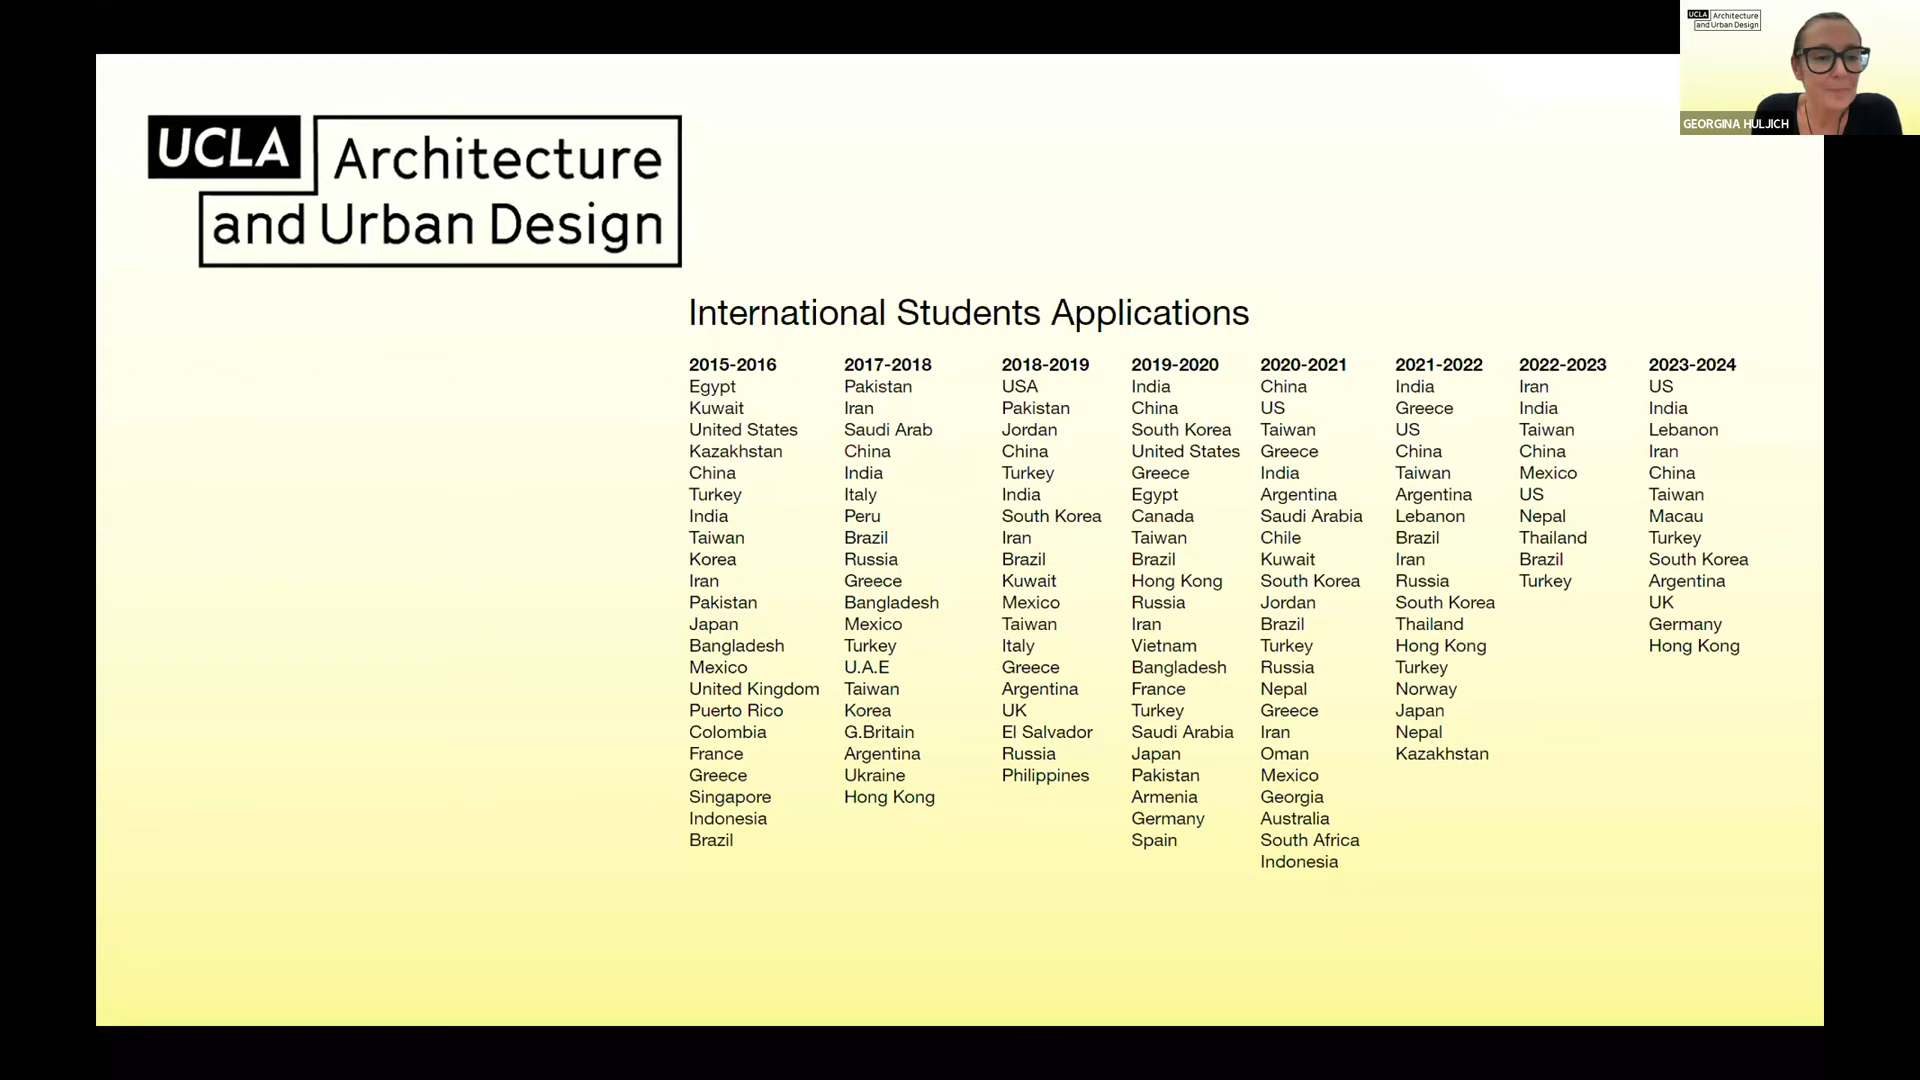 UCLA Architecture
and Urban Design
GEORGINA HULJICH
UCLA Architecture
and Urban Design
International Students Applications
2015-2016
Egypt
Kuwait
United States
Kazakhstan
China
Turkey
India
Taiwan
Korea
Iran
Pakistan
Japan
Bangladesh
Mexico
United Kingdom
Puerto Rico
Colombia
France
Greece
Singapore
Indonesia
Brazil
2017-2018
Pakistan
Iran
Saudi Arab
China
India
Italy
Peru
Brazil
Russia
Greece
Bangladesh
Mexico
Turkey
U.A.E
Taiwan
Korea
G.Britain
Argentina
Ukraine
Hong Kong
2018-2019
USA
Pakistan
Jordan
China
Turkey
India
South Korea
Iran
Brazil
Kuwait
Mexico
Taiwan
Italy
Greece
Argentina
UK
El Salvador
Russia
Philippines
2019-2020
India
China
South Korea
United States
Greece
Egypt
Canada
Taiwan
Brazil
Hong Kong
Russia
Iran
Vietnam
Bangladesh
France
Turkey
Saudi Arabia
Japan
Pakistan
Armenia
Germany
Spain
2020-2021
China
US
Taiwan
Greece
India
Argentina
Saudi Arabia
Chile
Kuwait
South Korea
Jordan
Brazil
Turkey
Russia
Nepal
Greece
Iran
Oman
Mexico
Georgia
Australia
South Africa
Indonesia
2021-2022
India
Greece
US
China
Taiwan
Argentina
Lebanon
Brazil
Iran
Russia
South Korea
Thailand
Hong Kong
Turkey
Norway
Japan
Nepal
Kazakhstan
2022-2023
Iran
India
Taiwan
China
Mexico
US
Nepal
Thailand
Brazil
Turkey
2023-2024
US
India
Lebanon
Iran
China
Taiwan
Macau
Turkey
South Korea
Argentina
UK
Germany
Hong Kong